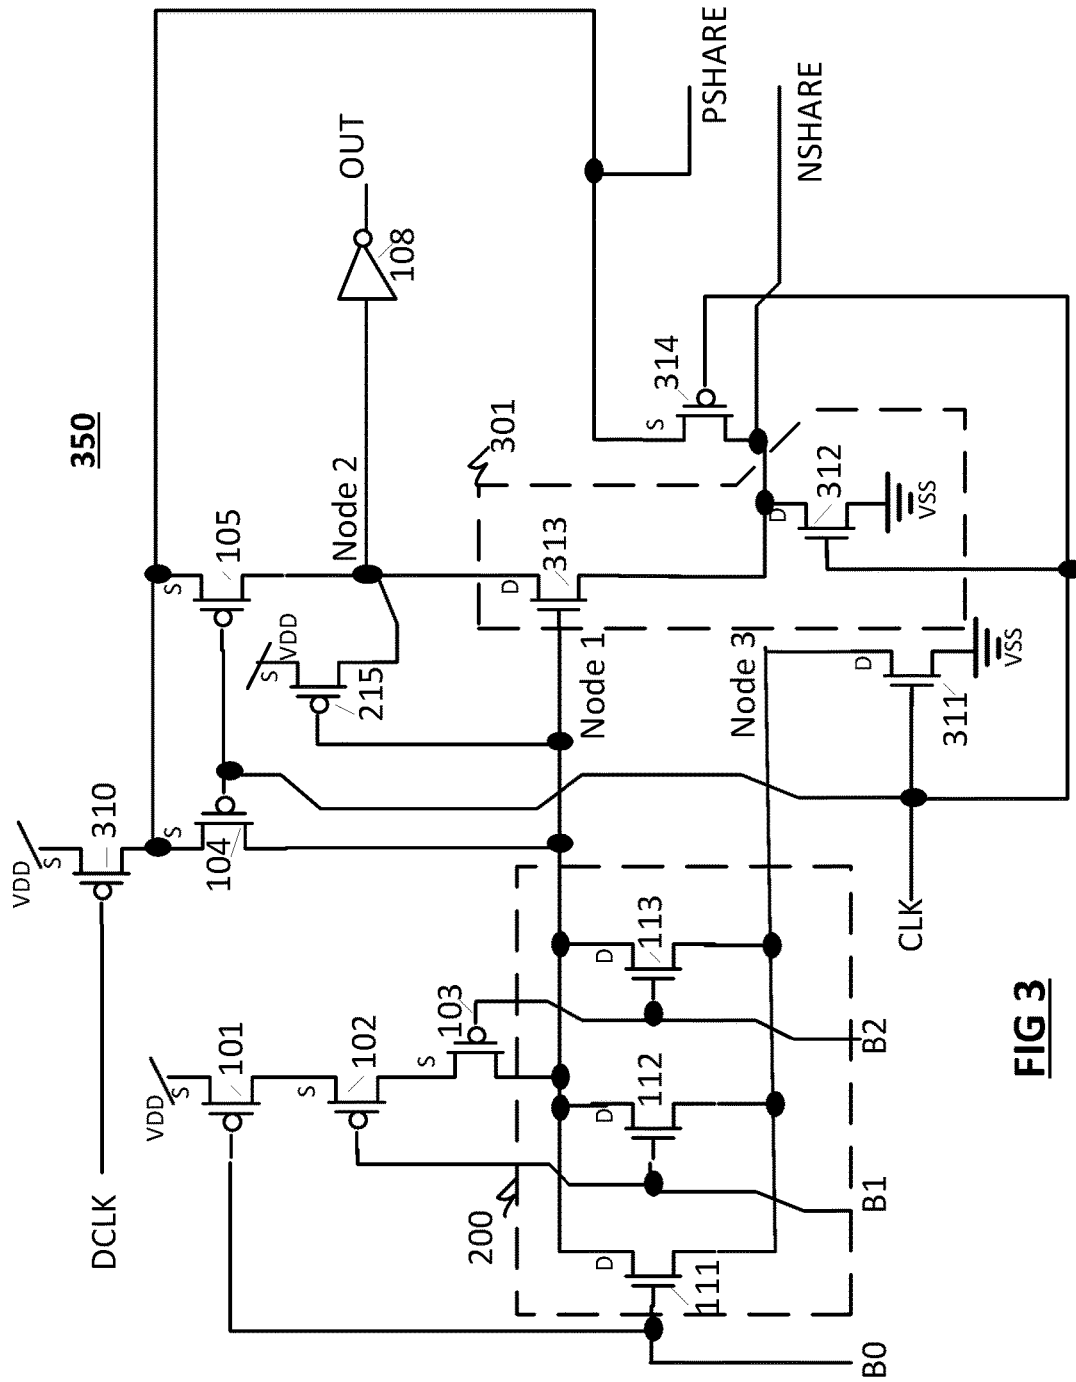 350
VDD
S
310
DCLK
VDD
S
101
S
102
S
103
S
104
S
105
VDD
S
215
Node 2
108
OUT
PSHARE
NSHARE
301
D
313
S
314
D
312
VSS
Node 1
Node 3
D
311
VSS
CLK
200
D
111
D
112
D
113
B0
B1
B2
FIG 3